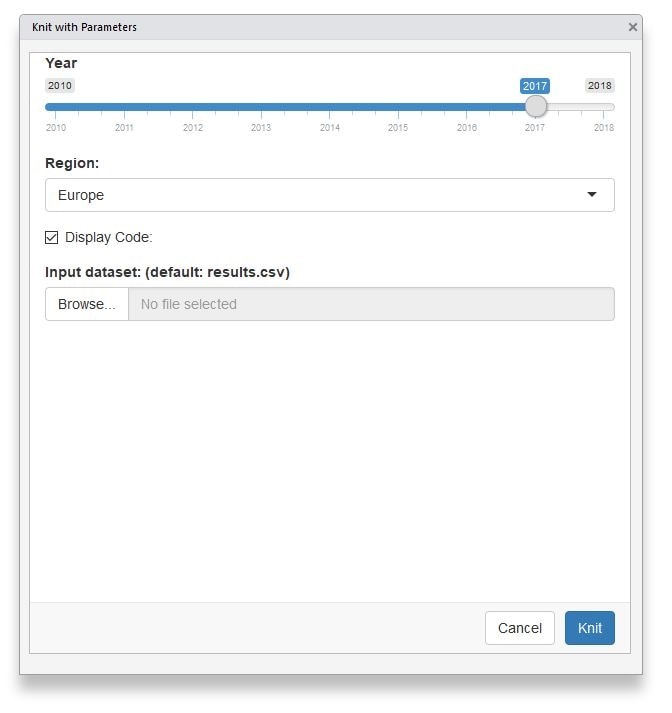 Knit with Parameters ×
Year
2010 2017 2018
2010 2011 2012 2013 2014 2015 2016 2017 2018
Region:
Europe
Display Code:
Input dataset: (default: results.csv)
Browse... No file selected
Cancel Knit